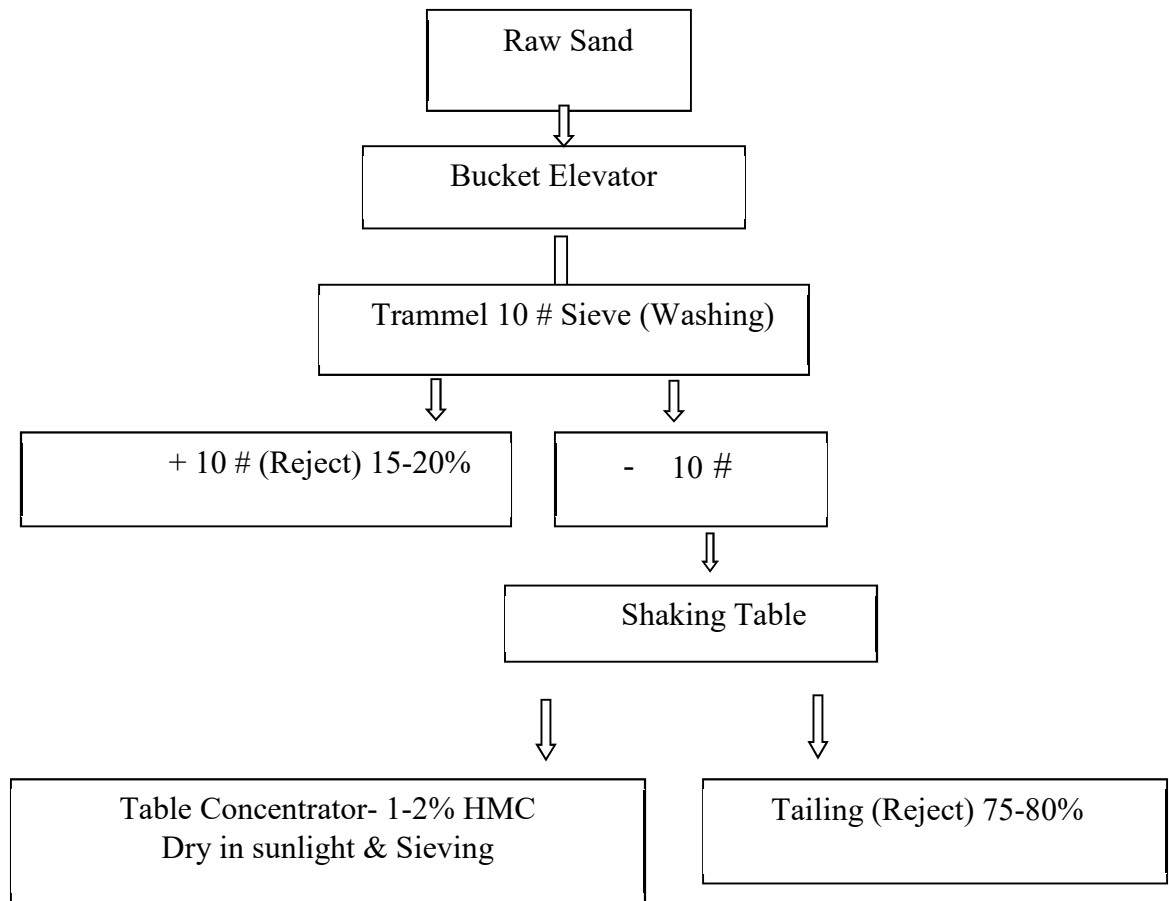 Raw Sand
Bucket Elevator
Trammel 10 # Sieve (Washing)
+ 10 # (Reject) 15-20%
- 10 #
Shaking Table
Table Concentrator- 1-2% HMC
Dry in sunlight & Sieving
Tailing (Reject) 75-80%